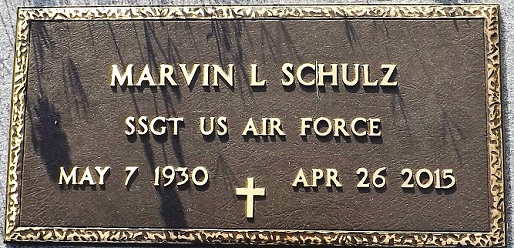 MARVIN L SCHULZ
SSGT US AIR FORCE
MAY 7 1930 APR 26 2015